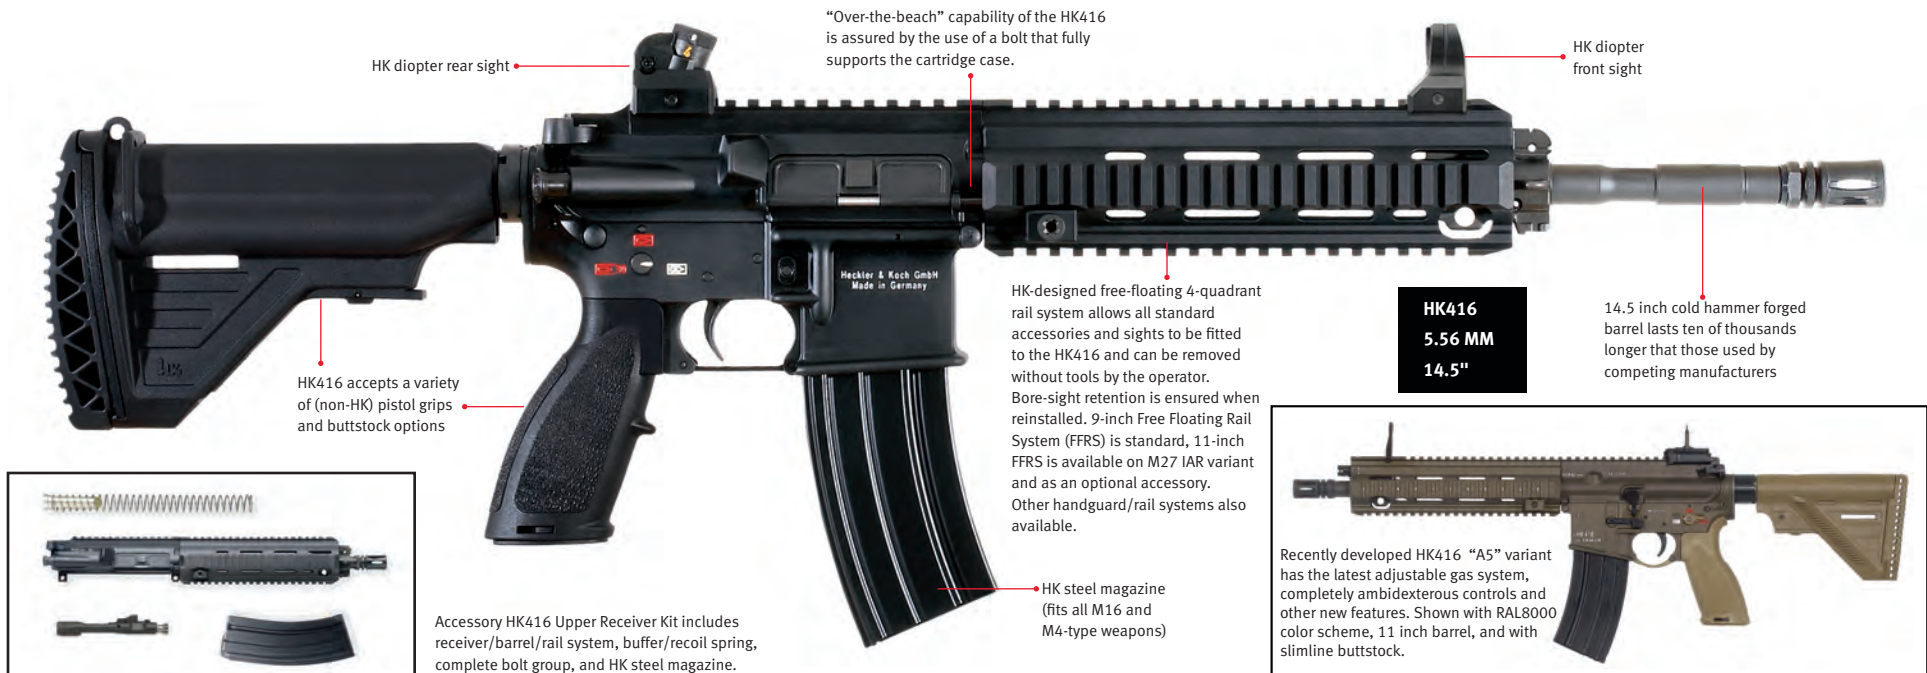 “Over-the-beach” capability of the HK416
is assured by the use of a bolt that fully
supports the cartridge case.
HK diopter rear sight
HK diopter
front sight
Heckler & Koch GmbH
Made in Germany
HK416 accepts a variety
of (non-HK) pistol grips
and buttstock options
HK-designed free-floating 4-quadrant
rail system allows all standard
accessories and sights to be fitted
to the HK416 and can be removed
without tools by the operator.
Bore-sight retention is ensured when
reinstalled. 9-inch Free Floating Rail
System (FFRS) is standard, 11-inch
FFRS is available on M27 IAR variant
and as an optional accessory.
Other handguard/rail systems also
available.
HK416
5.56 MM
14.5"
14.5 inch cold hammer forged
barrel lasts ten of thousands
longer that those used by
competing manufacturers
HK steel magazine
(fits all M16 and
M4-type weapons)
Accessory HK416 Upper Receiver Kit includes
receiver/barrel/rail system, buffer/recoil spring,
complete bolt group, and HK steel magazine.
Recently developed HK416 “A5” variant
has the latest adjustable gas system,
completely ambidexterous controls and
other new features. Shown with RAL8000
color scheme, 11 inch barrel, and with
slimline buttstock.